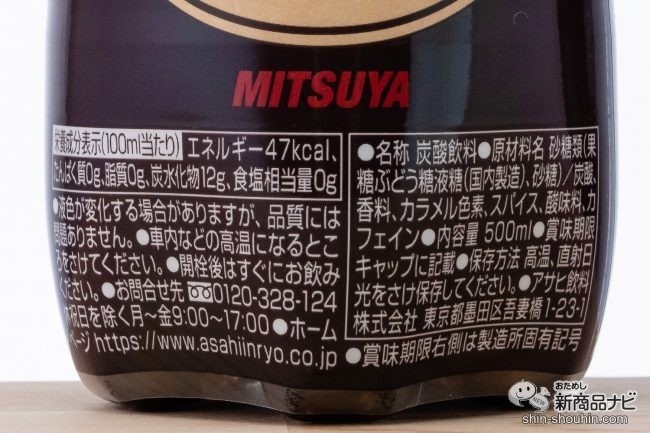 MITSUYA
栄養成分表示(100ml当たり) エネルギー47kcal、
たんぱく質0g、脂質0g、炭水化物12g、食塩相当量0g
●液色が変化する場合がありますが、品質には
問題ありません。●車内などの高温になるとこ
ろをさけてください。●開栓後はすぐにお飲み
ください。●お問合せ先 0120-328-124
休祝日を除く月〜金9:00〜17:00●ホーム
ページhttps://www.asahiinryo.co.jp
●名称 炭酸飲料●原材料名 砂糖類(果
糖ぶどう糖液糖(国内製造)、砂糖)/炭酸、
香料、カラメル色素、スパイス、酸味料、カ
フェイン●内容量 500ml●賞味期限
キャップに記載●保存方法 高温、直射日
光をさけ保存してください。●アサヒ飲料
株式会社 東京都墨田区吾妻橋1-23-1
●賞味期限右側は製造所固有記号
おためし
新商品ナビ
shin-shouhin.com